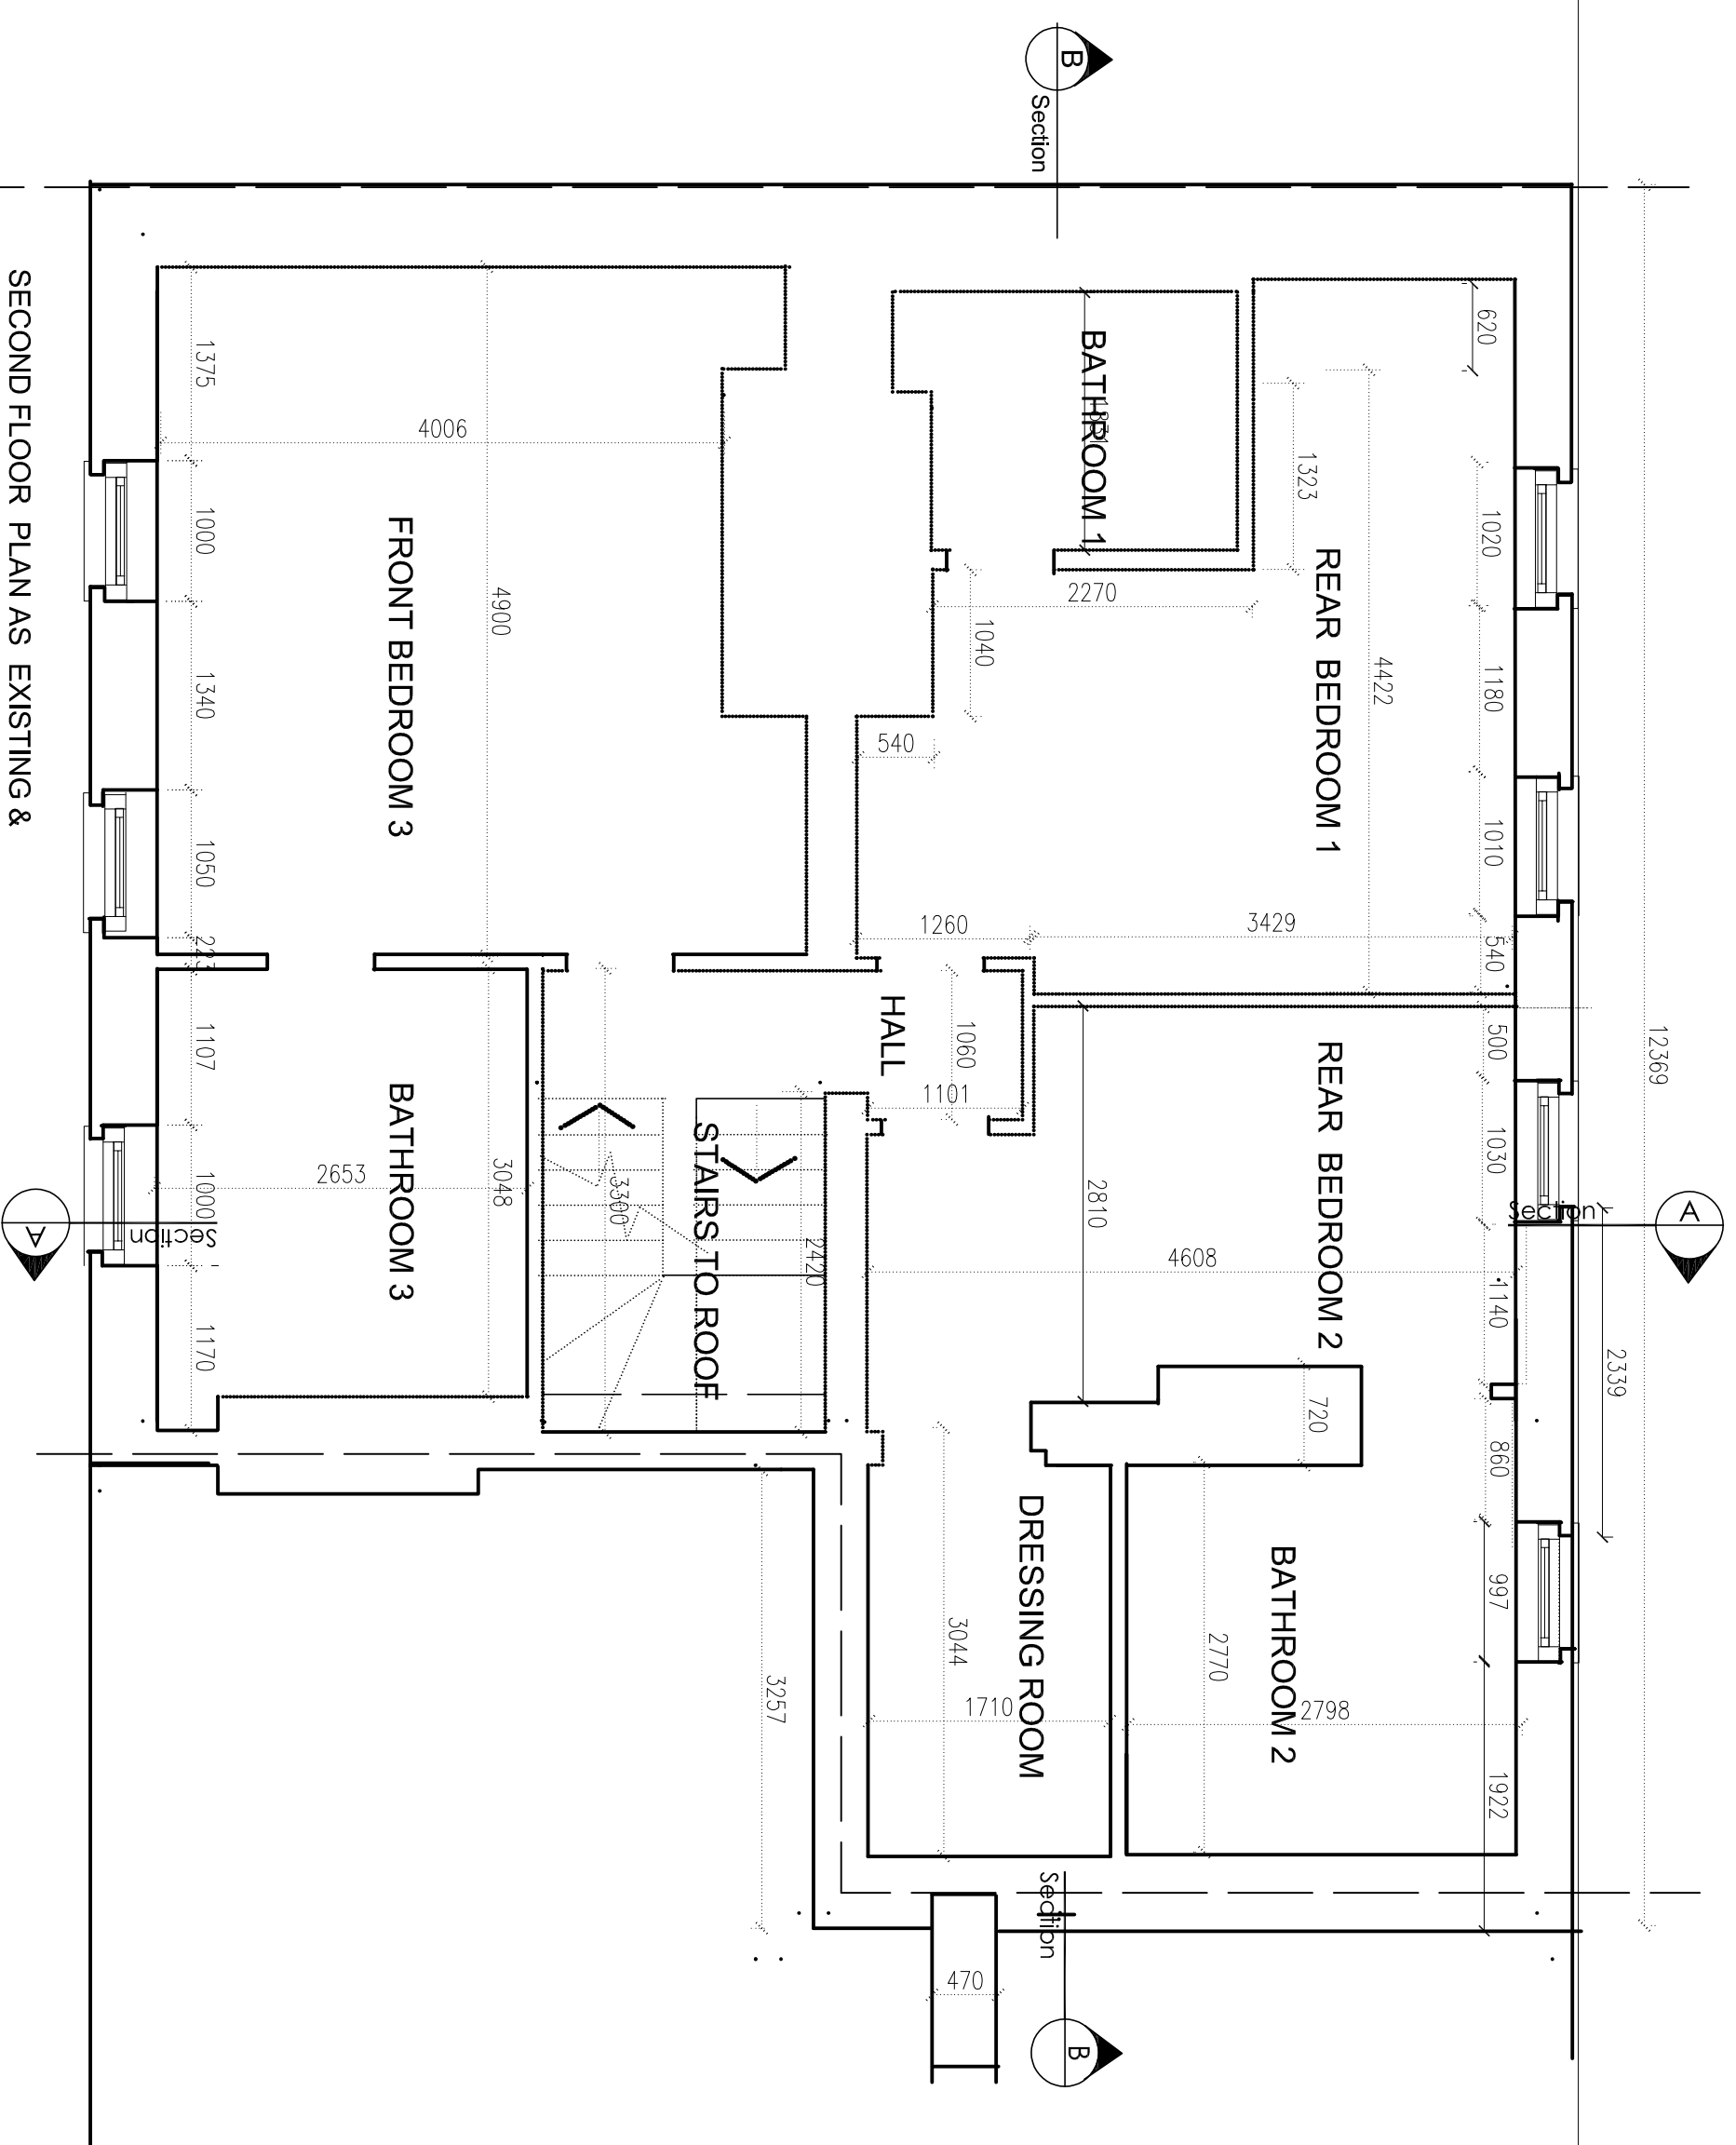 12369
2339
620
1020
1180
1010
540
500
1030
1140
860
997
1922
Section
A
REAR BEDROOM 1
1323
4422
3429
REAR BEDROOM 2
4608
720
BATHROOM 2
2770
2798
B
Section
BATHROOM 1
2270
1040
540
1260
HALL
1060
1101
2810
DRESSING ROOM
3044
1710
Section
B
470
STAIRS TO ROOF
3300
2420
3257
FRONT BEDROOM 3
4006
4900
BATHROOM 3
2653
3048
1375
1000
1340
1050
1107
1000
1170
Section
A
SECOND FLOOR PLAN AS EXISTING &